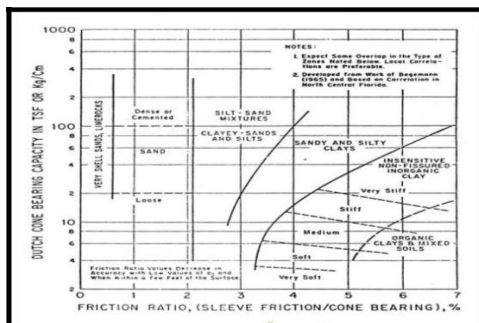 1000
8
6
4
2
100
8
6
4
2
10
8
6
4
2
DUTCH CONE BEARING CAPACITY IN TSF OR Kg/Cm
VERY SHELL SANDS, LIMEROCKS
Dense or
Cemented
SAND
Loose
SILT-SAND
MIXTURES
CLAYEY-SANDS
AND SILTS
NOTES:
1. Expect Some Overlap in the Type of
Zones Noted Below. Local Correla-
tions are Preferable.
2. Developed from Work of Begemann
(1965) and Based on Correlation in
North Central Florida.
SANDY AND SILTY
CLAYS
INSENSITIVE
NON-FISSURED
INORGANIC
CLAY
Very Stiff
Stiff
Medium
Soft
Very Soft
ORGANIC
CLAYS & MIXED
SOILS
Friction Ratio Values Decrease in
Accuracy with Low Values of qc and
When Within a Few Feet of the Surface.
0 1 2 3 4 5 6 7
FRICTION RATIO, (SLEEVE FRICTION/CONE BEARING), %